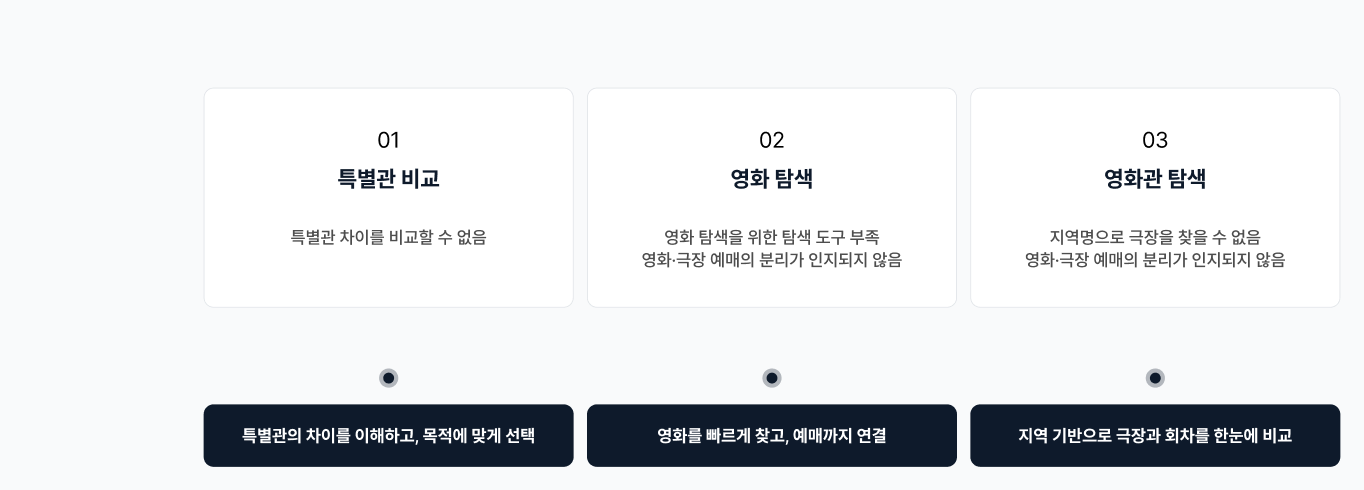 01
특별관 비교
특별관 차이를 비교할 수 없음
02
영화 탐색
영화 탐색을 위한 탐색 도구 부족
영화·극장 예매의 분리가 인지되지 않음
03
영화관 탐색
지역명으로 극장을 찾을 수 없음
영화·극장 예매의 분리가 인지되지 않음
특별관의 차이를 이해하고, 목적에 맞게 선택
영화를 빠르게 찾고, 예매까지 연결
지역 기반으로 극장과 회차를 한눈에 비교